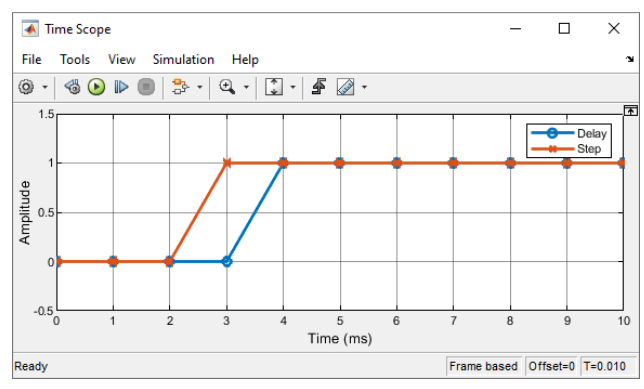 Time Scope
File Tools View Simulation Help
1.5
1
0.5
0
-0.5
Amplitude
Delay
Step
0 1 2 3 4 5 6 7 8 9 10
Time (ms)
Ready
Frame based Offset=0 T=0.010